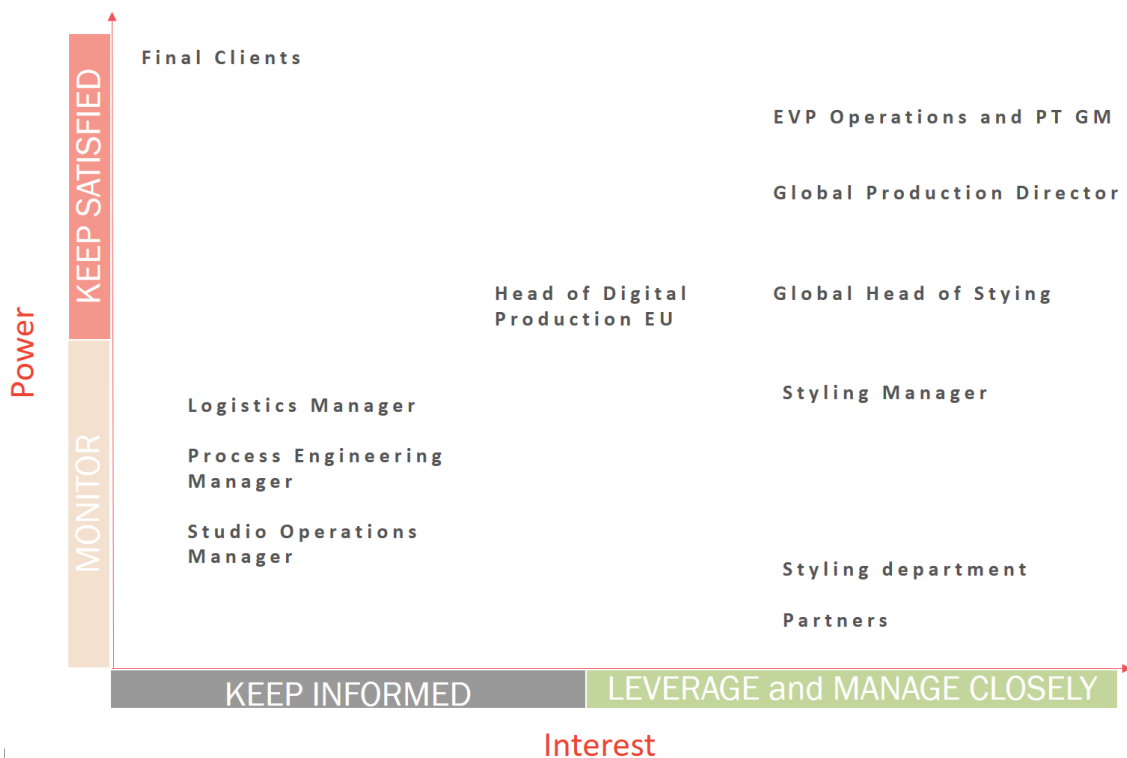 Final Clients
EVP Operations and PT GM
Global Production Director
Head of Digital
Production EU
Global Head of Stying
Logistics Manager
Styling Manager
Process Engineering
Manager
Studio Operations
Manager
Styling department
Partners
KEEP SATISFIED
MONITOR
Power
KEEP INFORMED
LEVERAGE and MANAGE CLOSELY
Interest